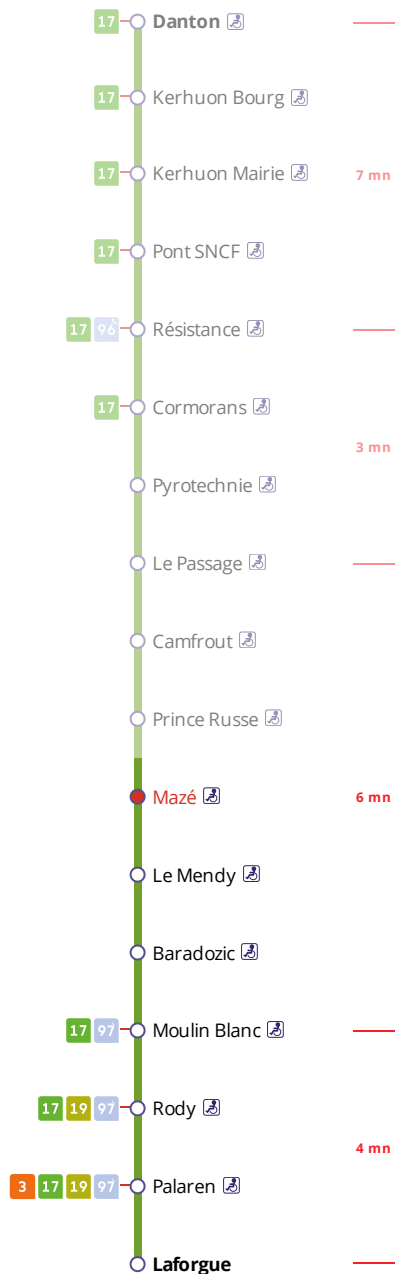 17 Danton
17 Kerhuon Bourg
17 Kerhuon Mairie 7 mn
17 Pont SNCF
17 96 Résistance
17 Cormorans
3 mn
Pyrotechnie
Le Passage
Camfrout
Prince Russe
Mazé 6 mn
Le Mendy
Baradozic
17 97 Moulin Blanc
17 19 97 Rody
4 mn
3 17 19 97 Palaren
Laforgue